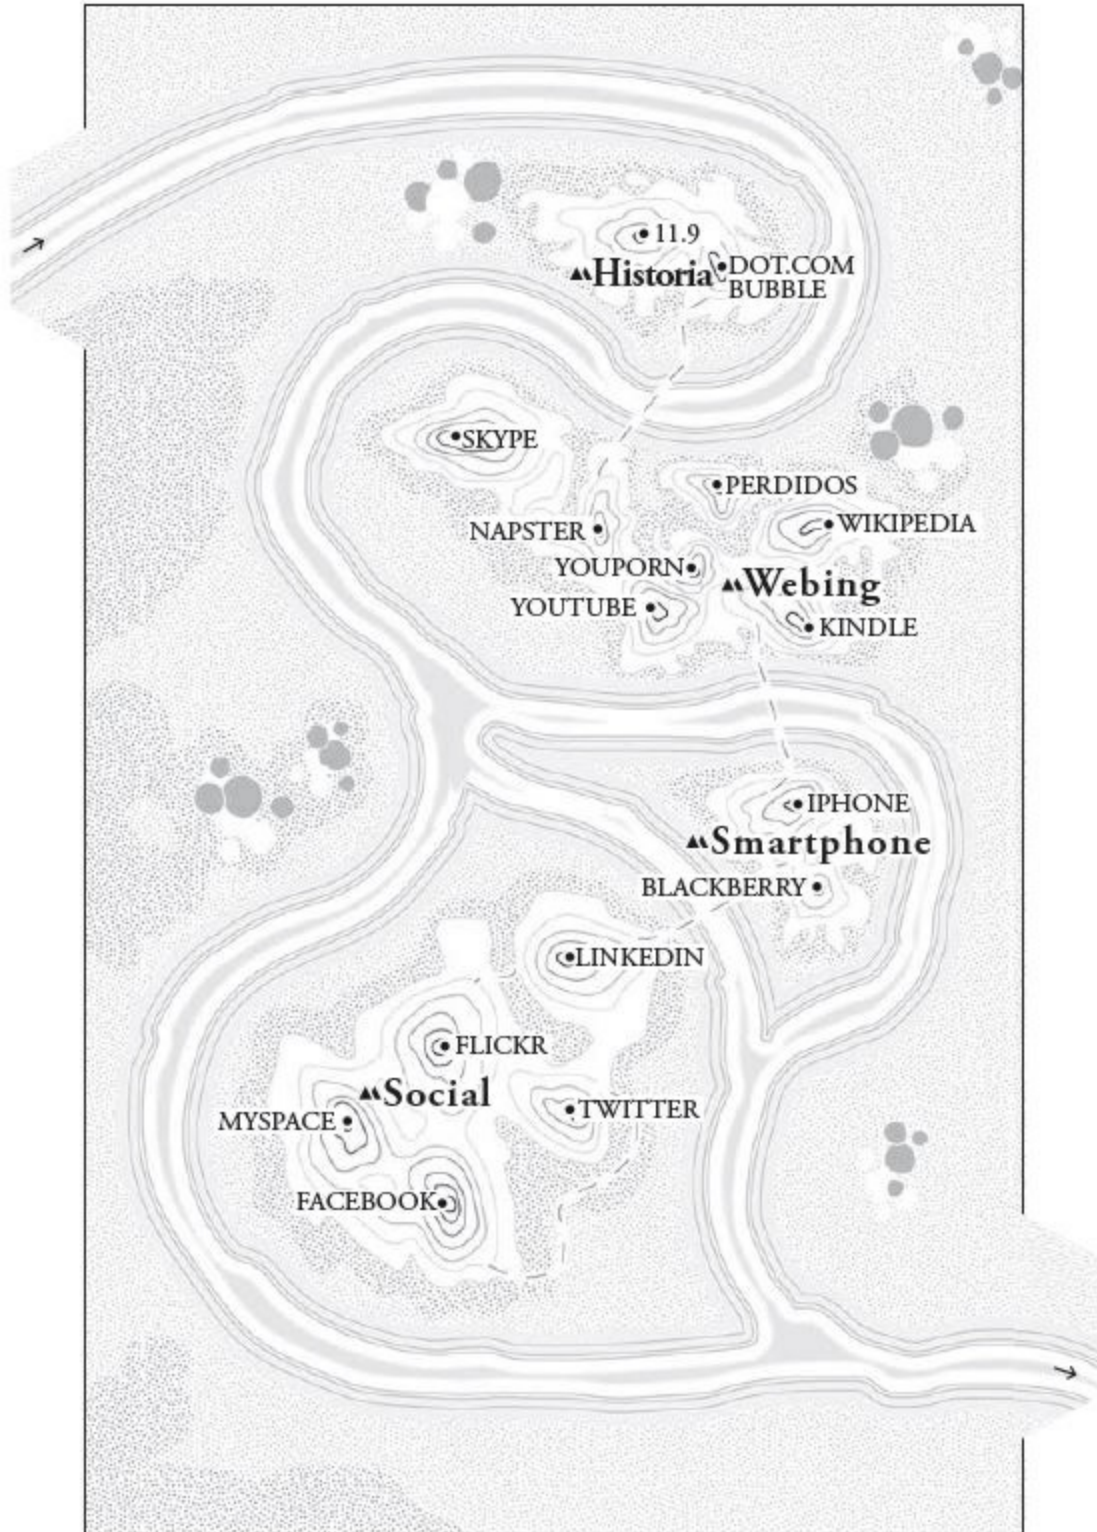 11.9
Historia
DOT.COM
BUBBLE
SKYPE
PERDIDOS
WIKIPEDIA
NAPSTER
YOUPORN
Webing
YOUTUBE
KINDLE
IPHONE
Smartphone
BLACKBERRY
LINKEDIN
FLICKR
Social
TWITTER
MYSPACE
FACEBOOK